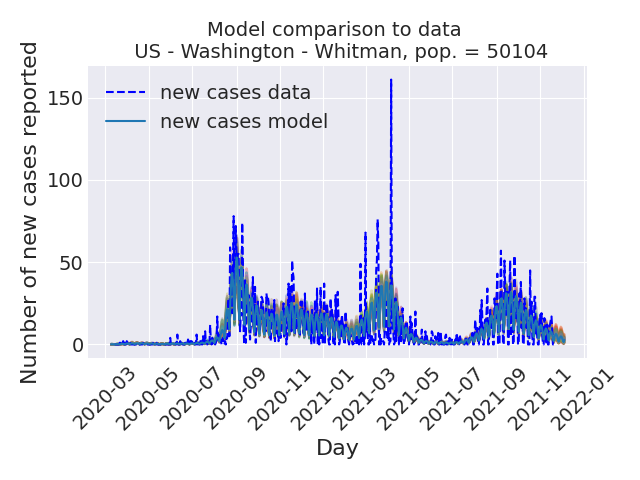 Model comparison to data
US - Washington - Whitman, pop. = 50104
Number of new cases reported
150
100
50
0
new cases data
new cases model
2020-03
2020-05
2020-07
2020-09
2020-11
2021-01
2021-03
2021-05
2021-07
2021-09
2021-11
2022-01
Day